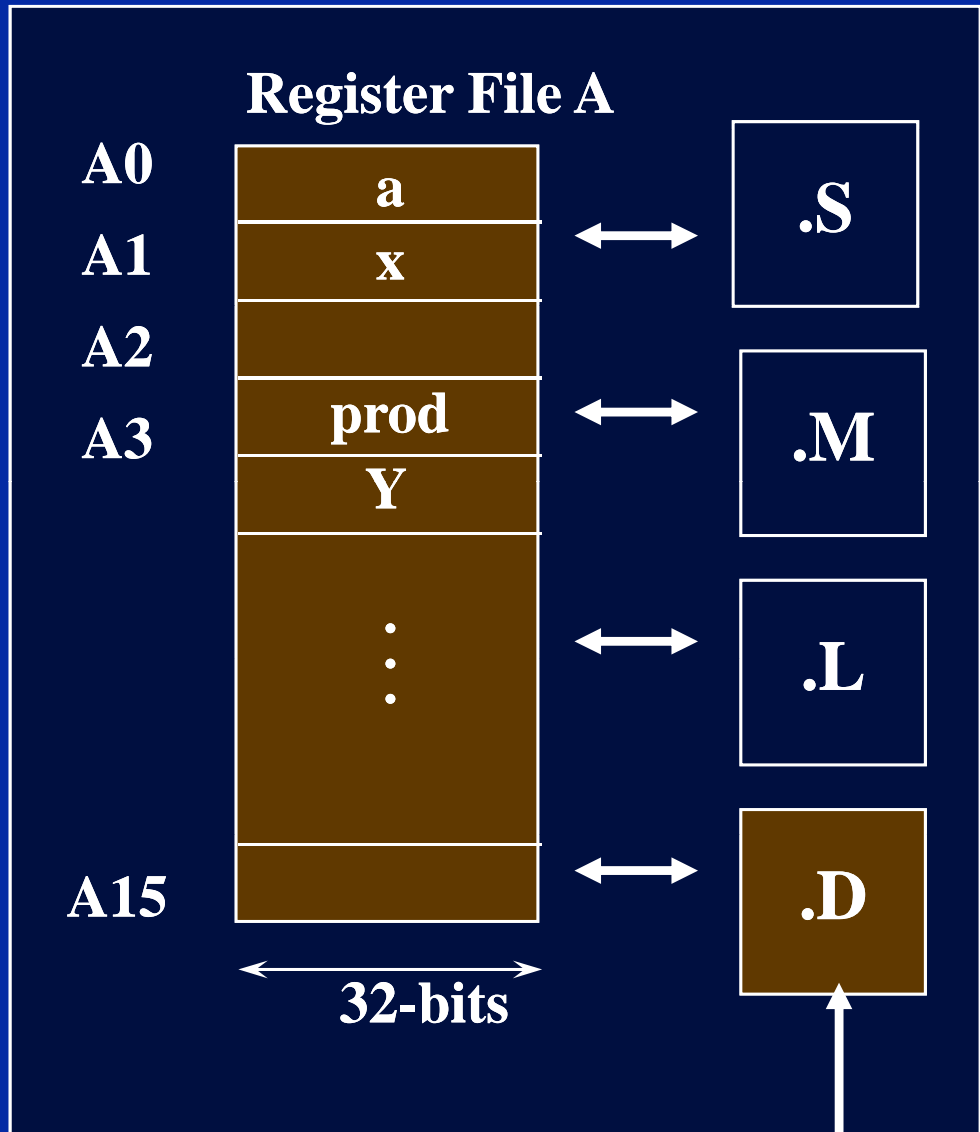 Register File A
A0
a
.S
A1
x
A2
A3
prod
.M
Y
.
.
.
.L
A15
.D
32-bits